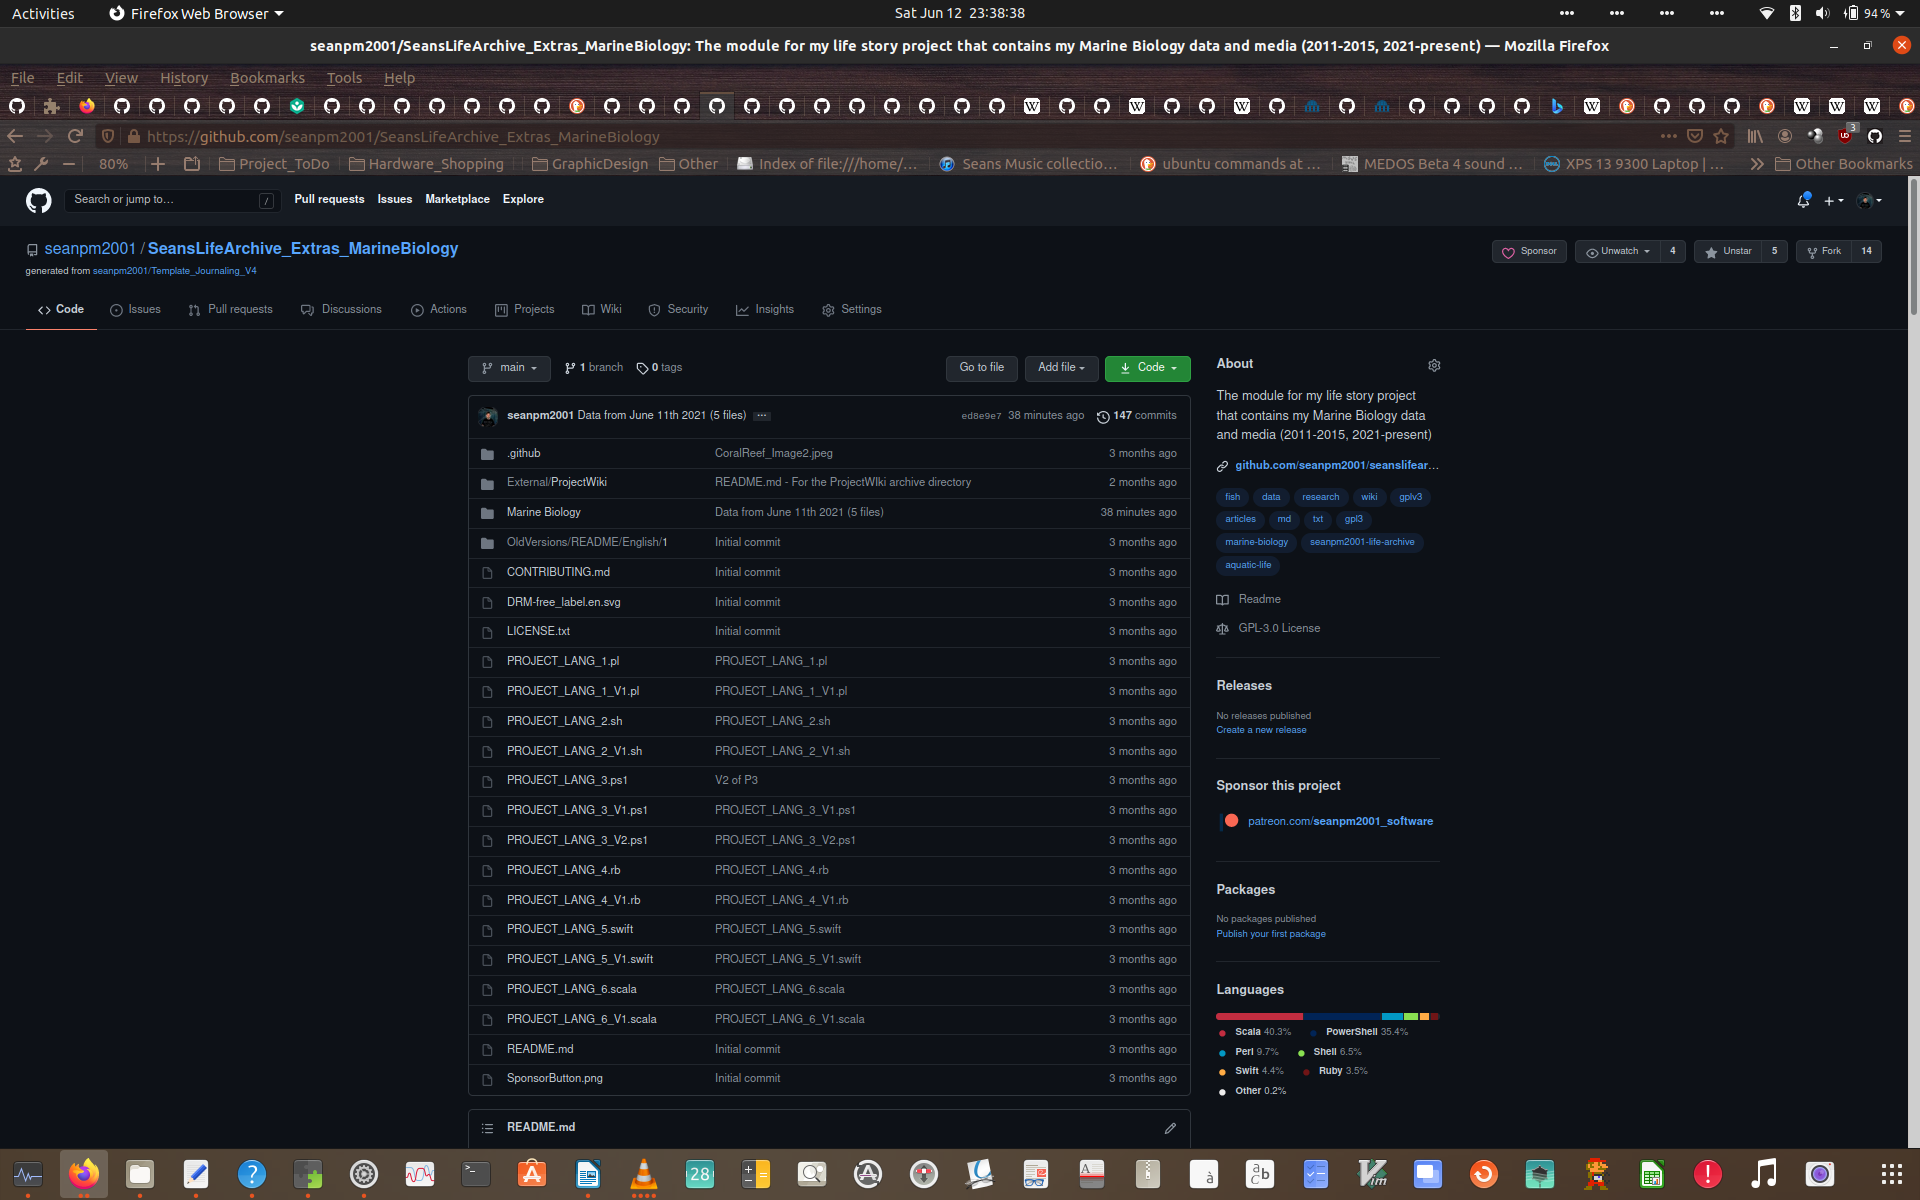 Activities Firefox Web Browser Sat Jun 12 23:38:38 94 %
seanpm2001/SeansLifeArchive_Extras_MarineBiology: The module for my life story project that contains my Marine Biology data and media (2011-2015, 2021-present) — Mozilla Firefox
File Edit View History Bookmarks Tools Help
https://github.com/seanpm2001/SeansLifeArchive_Extras_MarineBiology 3
80% Project_ToDo Hardware_Shopping GraphicDesign Other Index of file:///home/… Seans Music collectio… ubuntu commands at … MEDOS Beta 4 sound … XPS 13 9300 Laptop | … Other Bookmarks
Search or jump to… / Pull requests Issues Marketplace Explore
seanpm2001 / SeansLifeArchive_Extras_MarineBiology Sponsor Unwatch 4 Unstar 5 Fork 14
generated from seanpm2001/Template_Journaling_V4
Code Issues Pull requests Discussions Actions Projects Wiki Security Insights Settings
main 1 branch 0 tags Go to file Add file Code
seanpm2001 Data from June 11th 2021 (5 files) ed8e9e7 38 minutes ago 147 commits
.github CoralReef_Image2.jpeg 3 months ago
External/ProjectWiki README.md - For the ProjectWIki archive directory 2 months ago
Marine Biology Data from June 11th 2021 (5 files) 38 minutes ago
OldVersions/README/English/1 Initial commit 3 months ago
CONTRIBUTING.md Initial commit 3 months ago
DRM-free_label.en.svg Initial commit 3 months ago
LICENSE.txt Initial commit 3 months ago
PROJECT_LANG_1.pl PROJECT_LANG_1.pl 3 months ago
PROJECT_LANG_1_V1.pl PROJECT_LANG_1_V1.pl 3 months ago
PROJECT_LANG_2.sh PROJECT_LANG_2.sh 3 months ago
PROJECT_LANG_2_V1.sh PROJECT_LANG_2_V1.sh 3 months ago
PROJECT_LANG_3.ps1 V2 of P3 3 months ago
PROJECT_LANG_3_V1.ps1 PROJECT_LANG_3_V1.ps1 3 months ago
PROJECT_LANG_3_V2.ps1 PROJECT_LANG_3_V2.ps1 3 months ago
PROJECT_LANG_4.rb PROJECT_LANG_4.rb 3 months ago
PROJECT_LANG_4_V1.rb PROJECT_LANG_4_V1.rb 3 months ago
PROJECT_LANG_5.swift PROJECT_LANG_5.swift 3 months ago
PROJECT_LANG_5_V1.swift PROJECT_LANG_5_V1.swift 3 months ago
PROJECT_LANG_6.scala PROJECT_LANG_6.scala 3 months ago
PROJECT_LANG_6_V1.scala PROJECT_LANG_6_V1.scala 3 months ago
README.md Initial commit 3 months ago
SponsorButton.png Initial commit 3 months ago
README.md
About
The module for my life story project
that contains my Marine Biology data
and media (2011-2015, 2021-present)
github.com/seanpm2001/seanslifear…
fish data research wiki gplv3
articles md txt gpl3
marine-biology seanpm2001-life-archive
aquatic-life
Readme
GPL-3.0 License
Releases
No releases published
Create a new release
Sponsor this project
patreon.com/seanpm2001_software
Packages
No packages published
Publish your first package
Languages
Scala 40.3% PowerShell 35.4%
Perl 9.7% Shell 6.5%
Swift 4.4% Ruby 3.5%
Other 0.2%
28